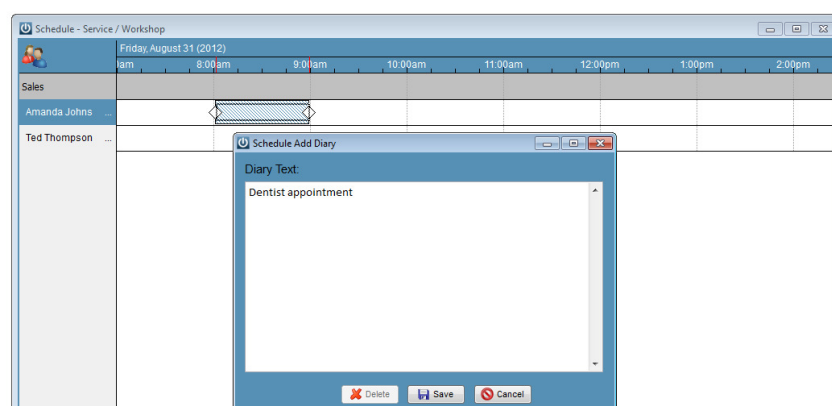 Schedule - Service / Workshop
Friday, August 31 (2012)
am 8:00am 9:00am 10:00am 11:00am 12:00pm 1:00pm 2:00pm
Sales
Amanda Johns ...
Ted Thompson ...
Schedule Add Diary
Diary Text:
Dentist appointment
Delete Save Cancel